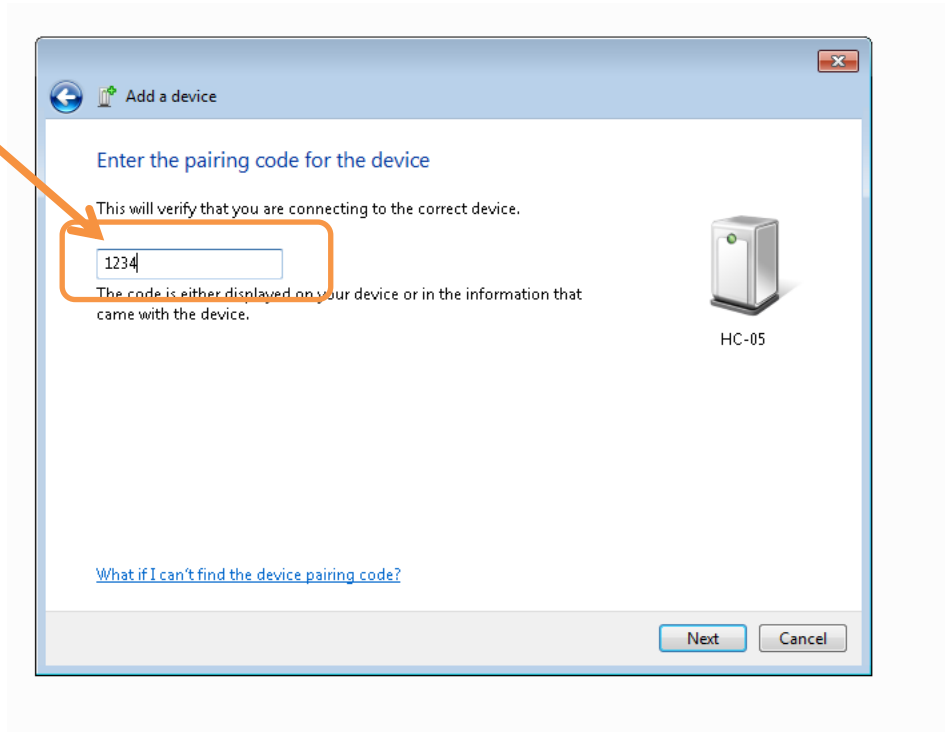 Add a device
Enter the pairing code for the device
This will verify that you are connecting to the correct device.
1234
The code is either displayed on your device or in the information that
came with the device.
HC-05
What if I can't find the device pairing code?
Next Cancel